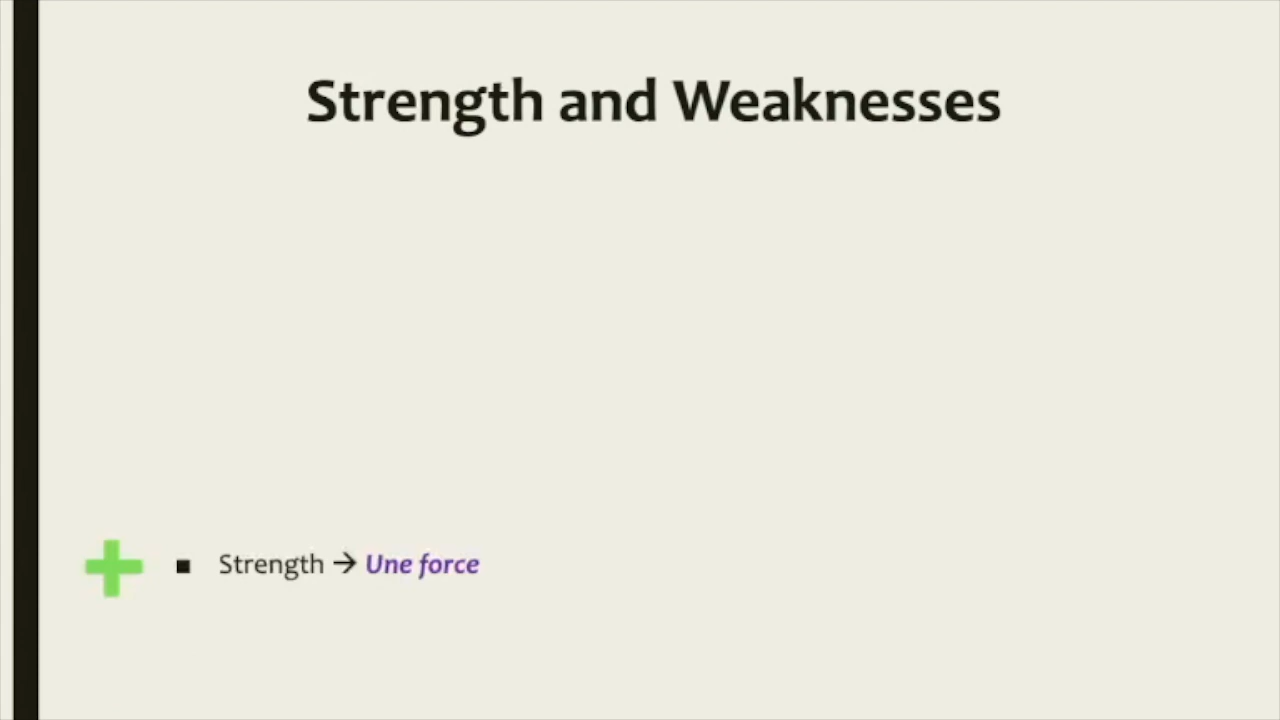 Strength and Weaknesses
■ Strength → Une force